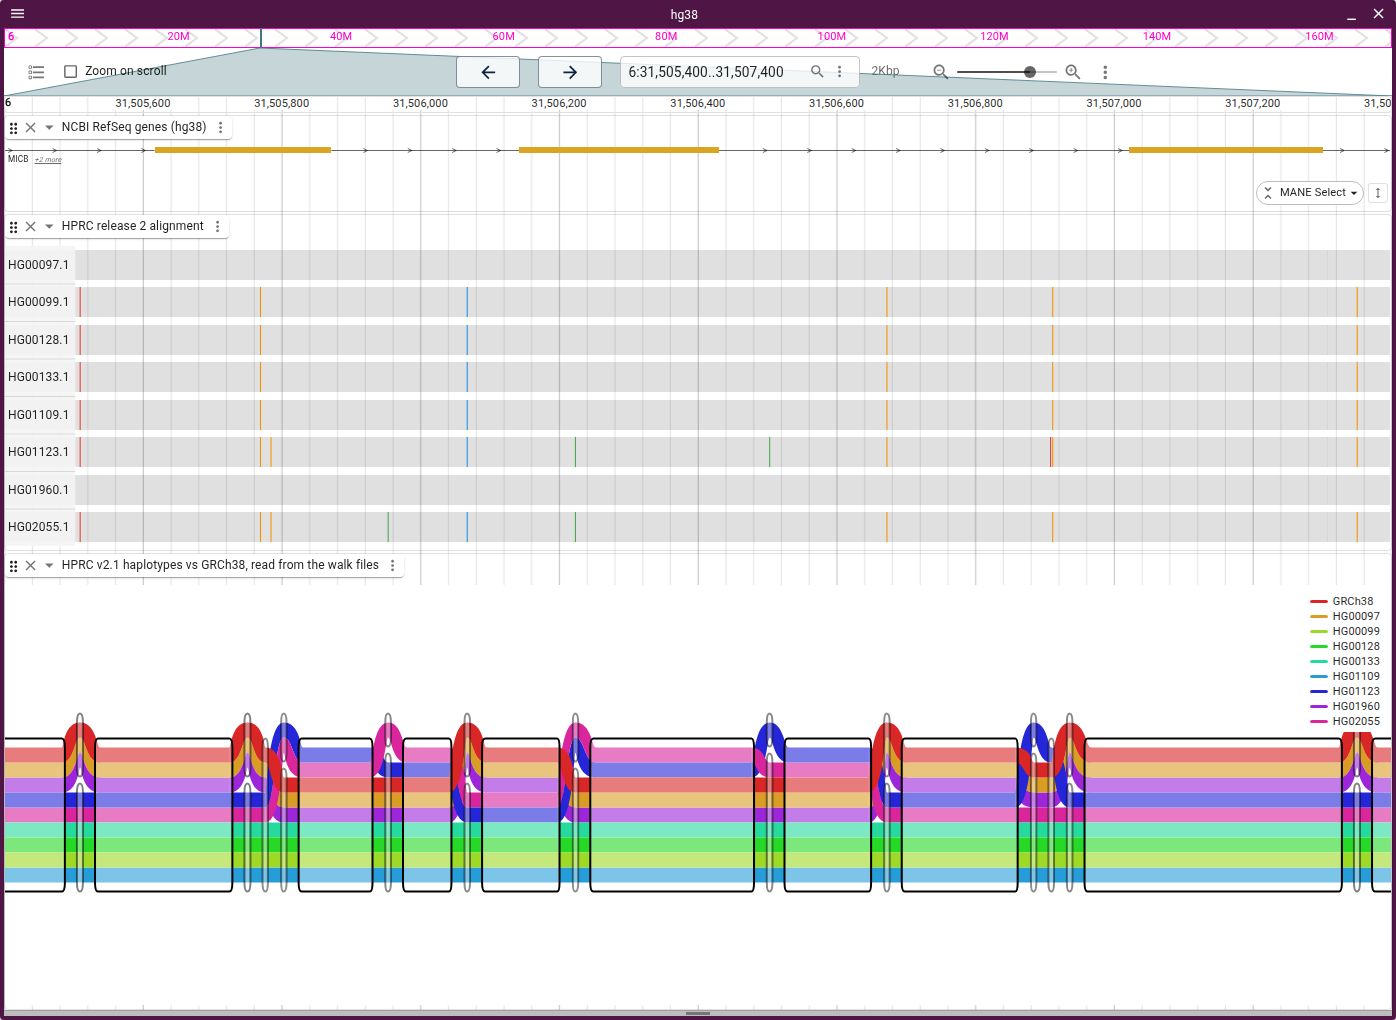 hg38
6 20M 40M 60M 80M 100M 120M 140M 160M
Zoom on scroll 6:31,505,400..31,507,400 2Kbp
6 31,505,600 31,505,800 31,506,000 31,506,200 31,506,400 31,506,600 31,506,800 31,507,000 31,507,200 31,50
NCBI RefSeq genes (hg38)
MICB +2 more
MANE Select
HPRC release 2 alignment
HG00097.1
HG00099.1
HG00128.1
HG00133.1
HG01109.1
HG01123.1
HG01960.1
HG02055.1
HPRC v2.1 haplotypes vs GRCh38, read from the walk files
GRCh38
HG00097
HG00099
HG00128
HG00133
HG01109
HG01123
HG01960
HG02055